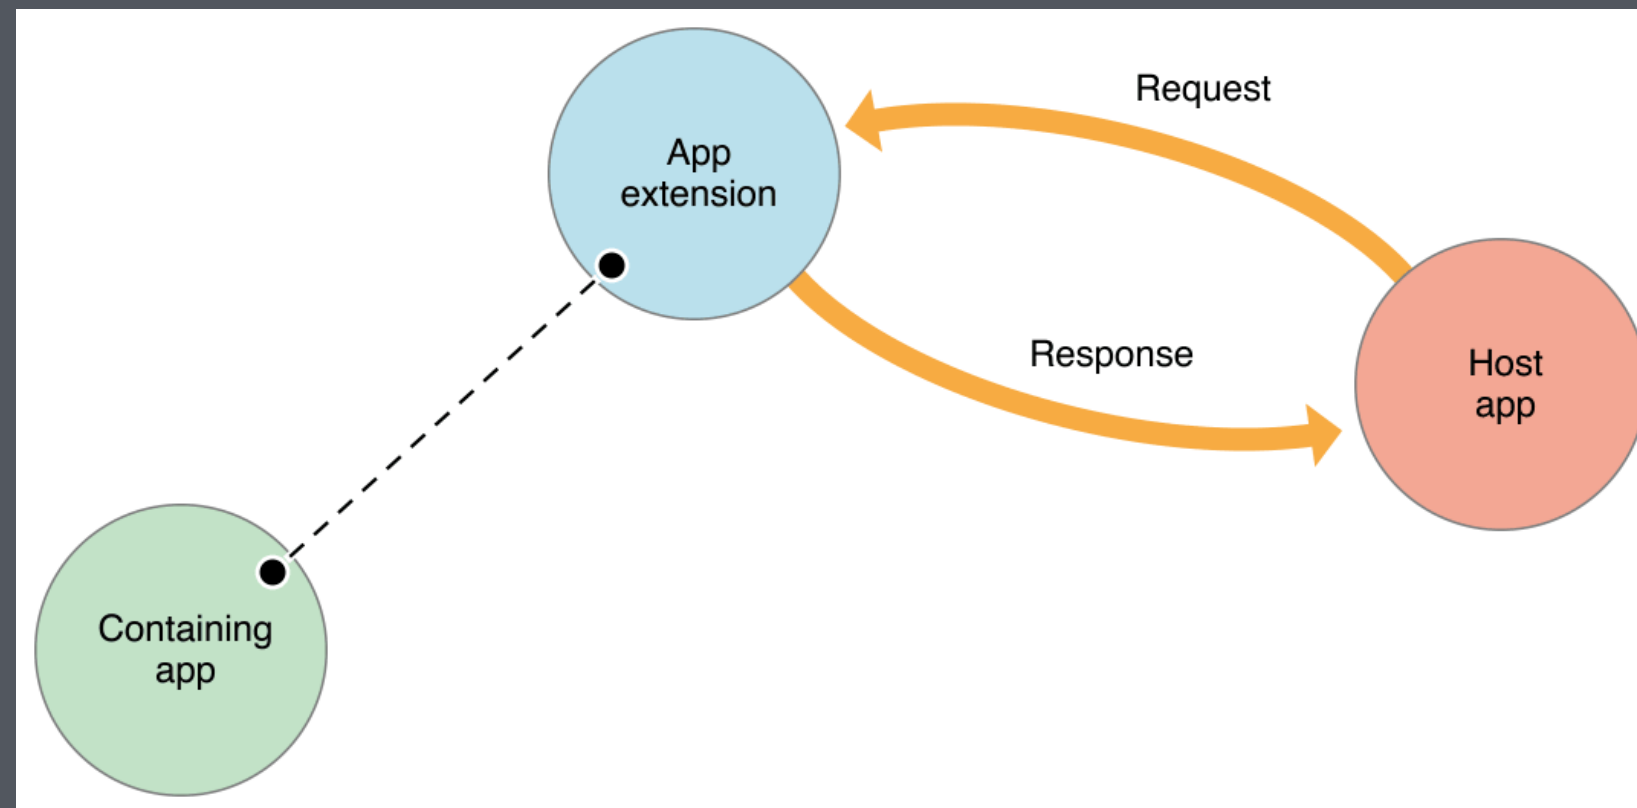 Request
App
extension
Response
Host
app
Containing
app